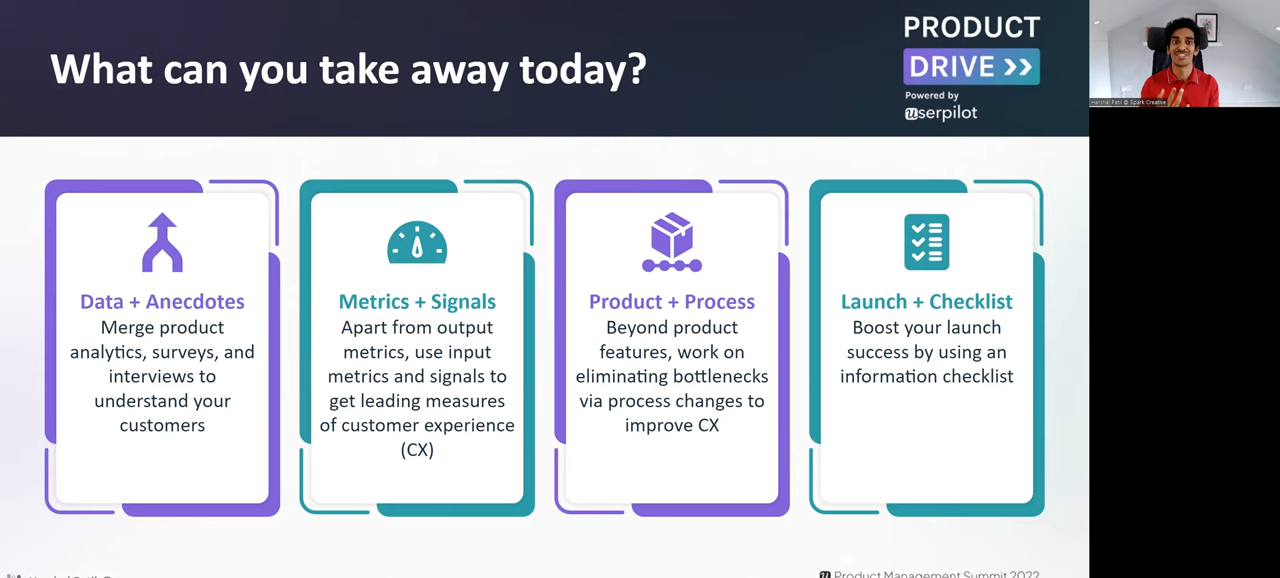 What can you take away today?
PRODUCT
DRIVE >>
Powered by
userpilot
Data + Anecdotes
Merge product
analytics, surveys, and
interviews to
understand your
customers
Metrics + Signals
Apart from output
metrics, use input
metrics and signals to
get leading measures
of customer experience
(CX)
Product + Process
Beyond product
features, work on
eliminating bottlenecks
via process changes to
improve CX
Launch + Checklist
Boost your launch
success by using an
information checklist
Product Management Summit 2022